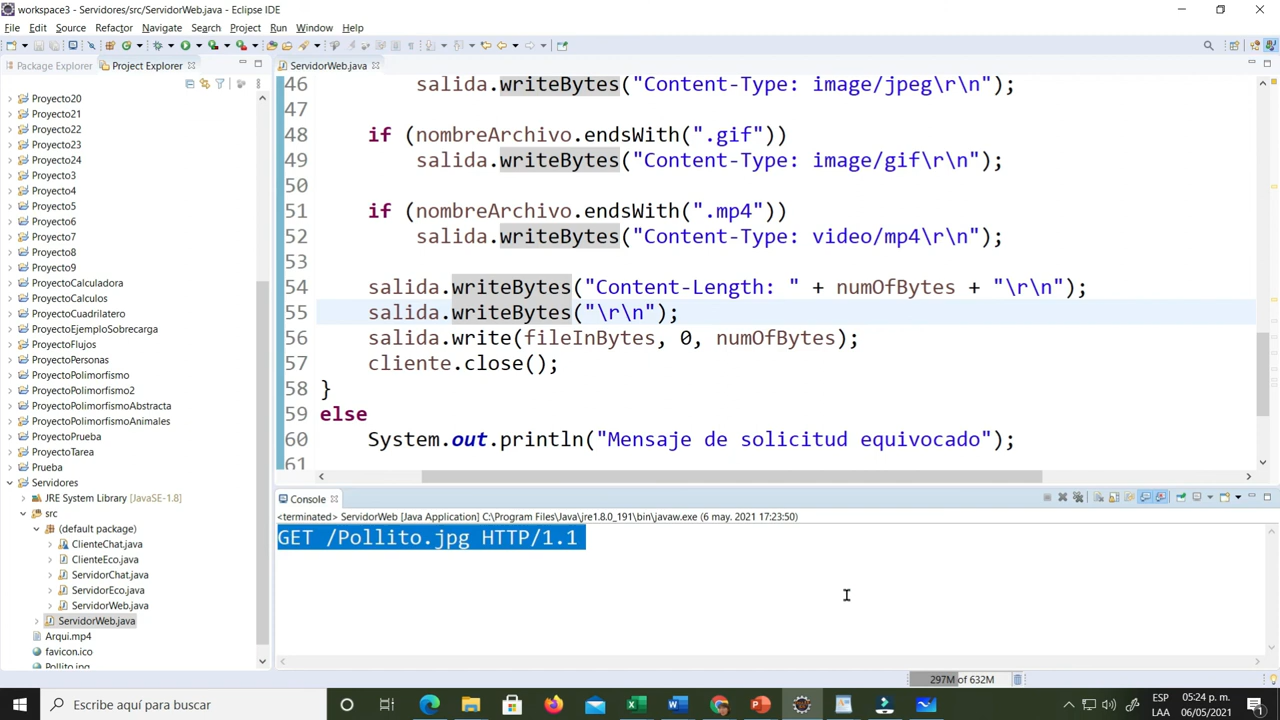 workspace3 - Servidores/src/ServidorWeb.java - Eclipse IDE
File Edit Source Refactor Navigate Search Project Run Window Help
Package Explorer Project Explorer
ServidorWeb.java
Proyecto20
Proyecto21
Proyecto22
Proyecto23
Proyecto24
Proyecto3
Proyecto4
Proyecto5
Proyecto6
Proyecto7
Proyecto8
Proyecto9
ProyectoCalculadora
ProyectoCalculos
ProyectoCuadrilatero
ProyectoEjemploSobrecarga
ProyectoFlujos
ProyectoPersonas
ProyectoPolimorfismo
ProyectoPolimorfismo2
ProyectoPolimorfismoAbstracta
ProyectoPolimorfismoAnimales
ProyectoPrueba
ProyectoTarea
Prueba
Servidores
JRE System Library [JavaSE-1.8]
src
(default package)
ClienteChat.java
ClienteEco.java
ServidorChat.java
ServidorEco.java
ServidorWeb.java
ServidorWeb.java
Arqui.mp4
favicon.ico
Pollito.jpg
46 salida.writeBytes("Content-Type: image/jpeg\r\n");
47
48 if (nombreArchivo.endsWith(".gif"))
49 salida.writeBytes("Content-Type: image/gif\r\n");
50
51 if (nombreArchivo.endsWith(".mp4"))
52 salida.writeBytes("Content-Type: video/mp4\r\n");
53
54 salida.writeBytes("Content-Length: " + numOfBytes + "\r\n");
55 salida.writeBytes("\r\n");
56 salida.write(fileInBytes, 0, numOfBytes);
57 cliente.close();
58 }
59 else
60 System.out.println("Mensaje de solicitud equivocado");
61
Console
<terminated> ServidorWeb [Java Application] C:\Program Files\Java\jre1.8.0_191\bin\javaw.exe (6 may. 2021 17:23:50)
GET /Pollito.jpg HTTP/1.1
297M of 632M
Escribe aquí para buscar
ESP
LAA
05:24 p. m.
06/05/2021
1